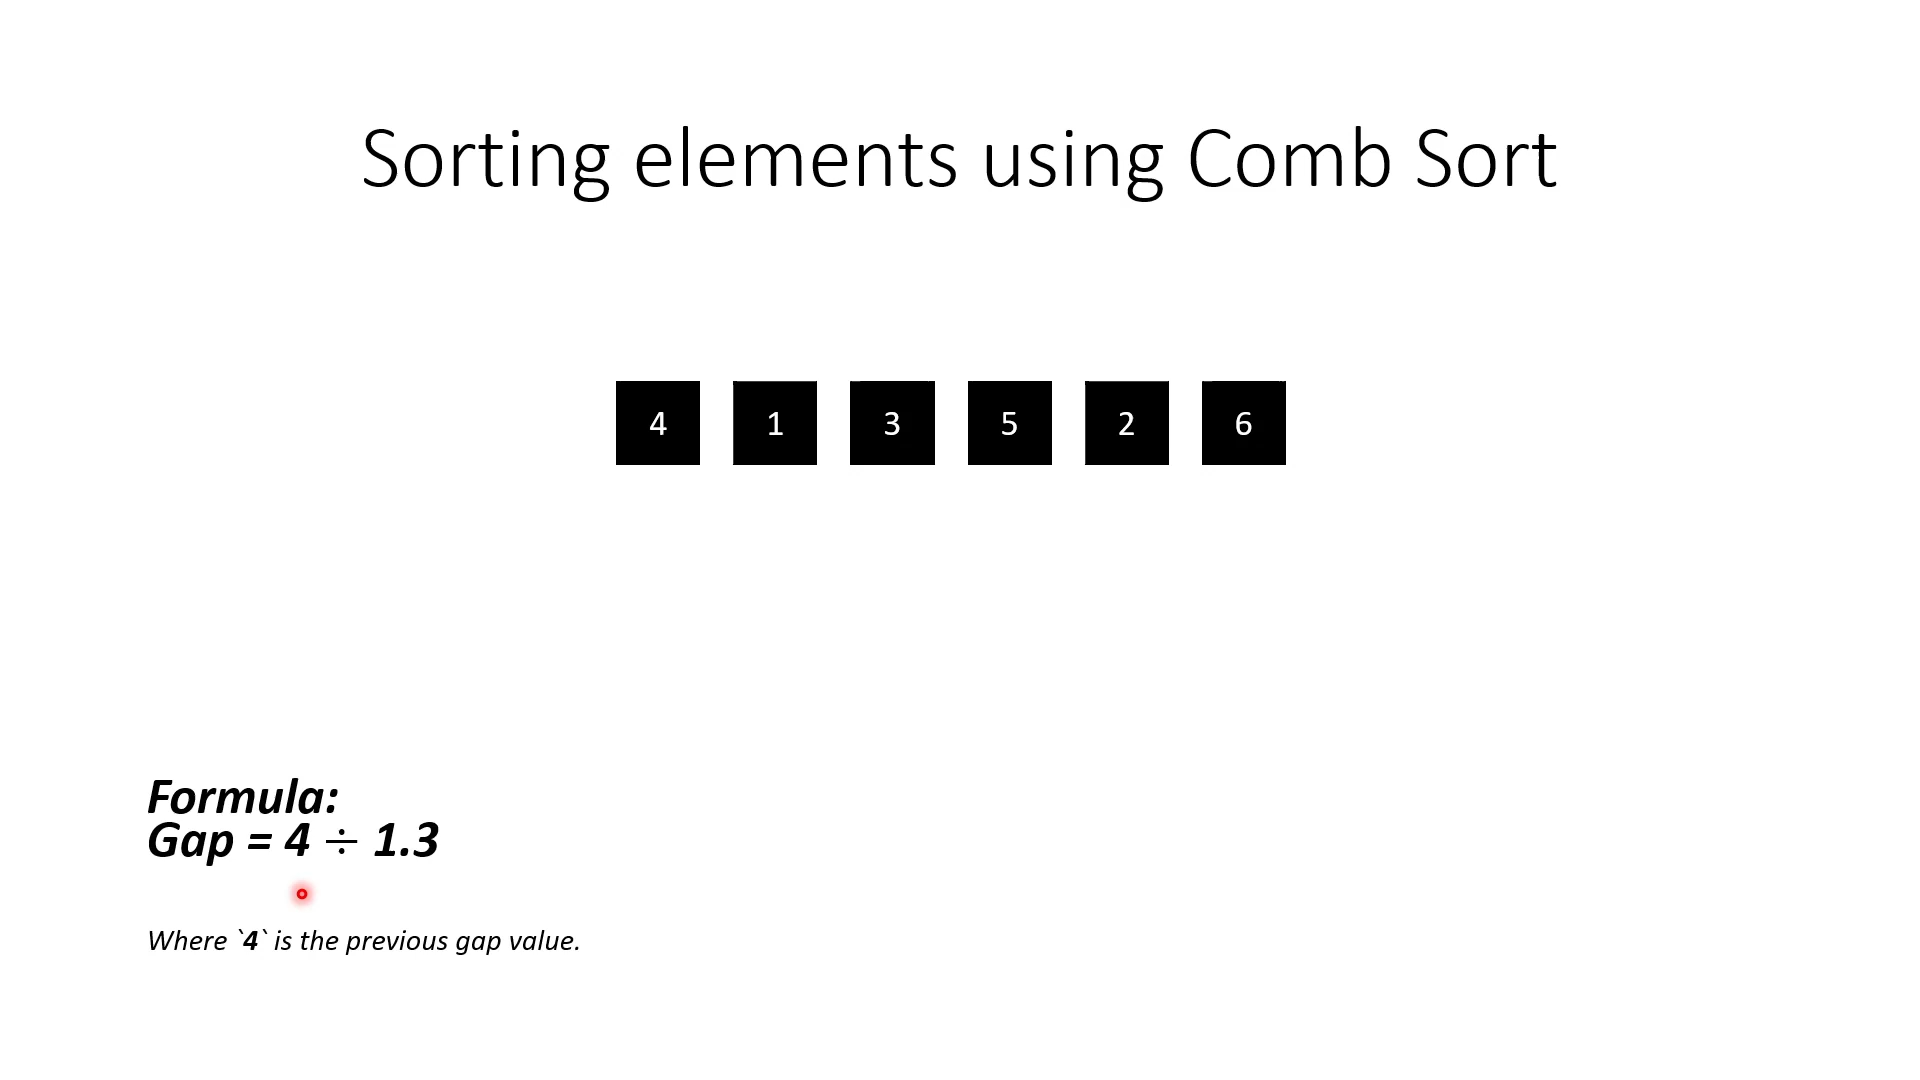 Sorting elements using Comb Sort
4 1 3 5 2 6
Formula:
Gap = 4 ÷ 1.3
Where `4` is the previous gap value.